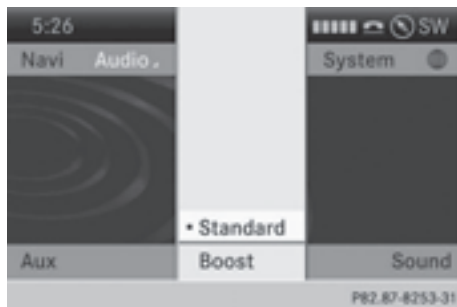 5:26 SW
Navi Audio System
• Standard
Aux Boost Sound
P82.87-8253-31